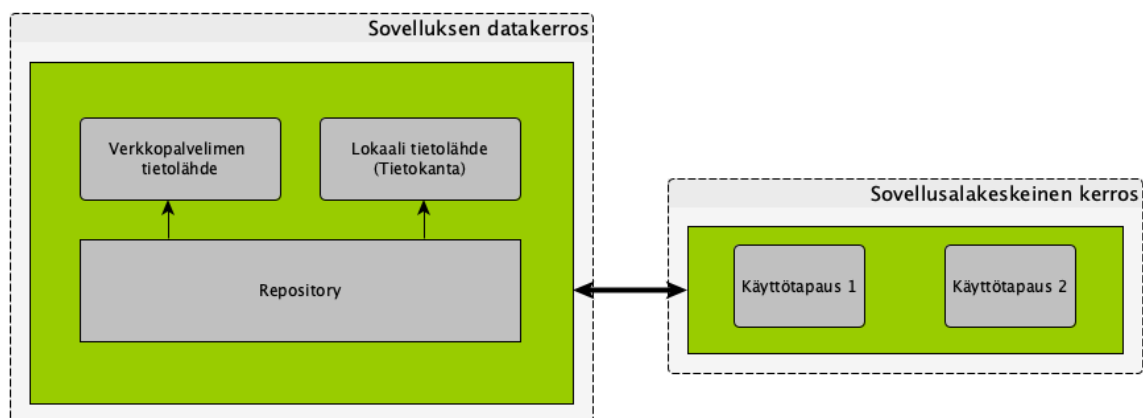 Sovelluksen datakerros
Verkkopalvelimen
tietolähde
Lokaali tietolähde
(Tietokanta)
Repository
Sovellusalakeskeinen kerros
Käyttötapaus 1
Käyttötapaus 2